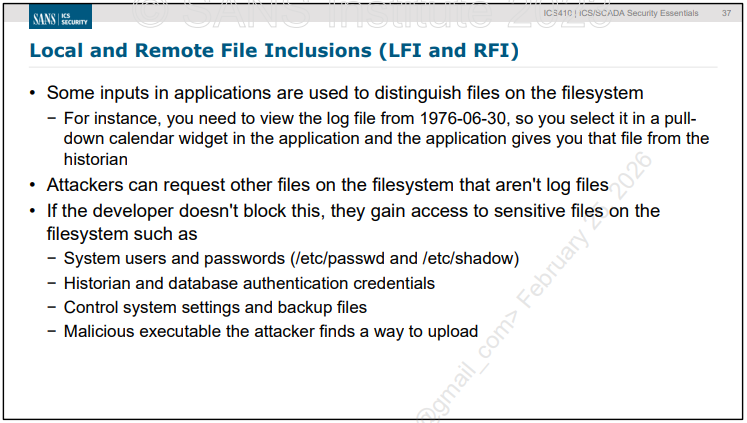 © SANS Institute 2026
SANS ICS SECURITY
ICS410 | ICS/SCADA Security Essentials 37
Local and Remote File Inclusions (LFI and RFI)
• Some inputs in applications are used to distinguish files on the filesystem
− For instance, you need to view the log file from 1976-06-30, so you select it in a pull-
down calendar widget in the application and the application gives you that file from the
historian
• Attackers can request other files on the filesystem that aren't log files
• If the developer doesn't block this, they gain access to sensitive files on the
filesystem such as
− System users and passwords (/etc/passwd and /etc/shadow)
− Historian and database authentication credentials
− Control system settings and backup files
− Malicious executable the attacker finds a way to upload
@gmail_com> February 2026